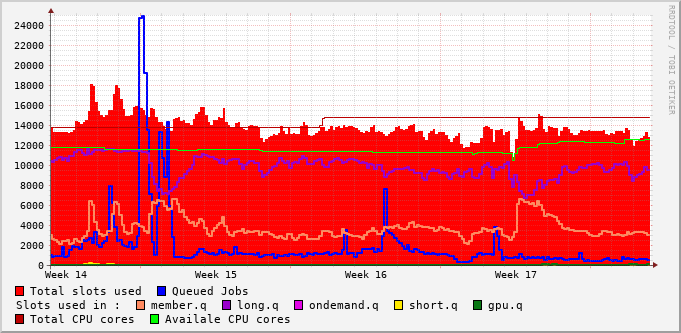 RRDTOOL / TOBI OETIKER
24000
22000
20000
18000
16000
14000
12000
10000
8000
6000
4000
2000
0
Week 14 Week 15 Week 16 Week 17
Total slots used Queued Jobs
Slots used in : member.q long.q ondemand.q short.q gpu.q
Total CPU cores Availale CPU cores